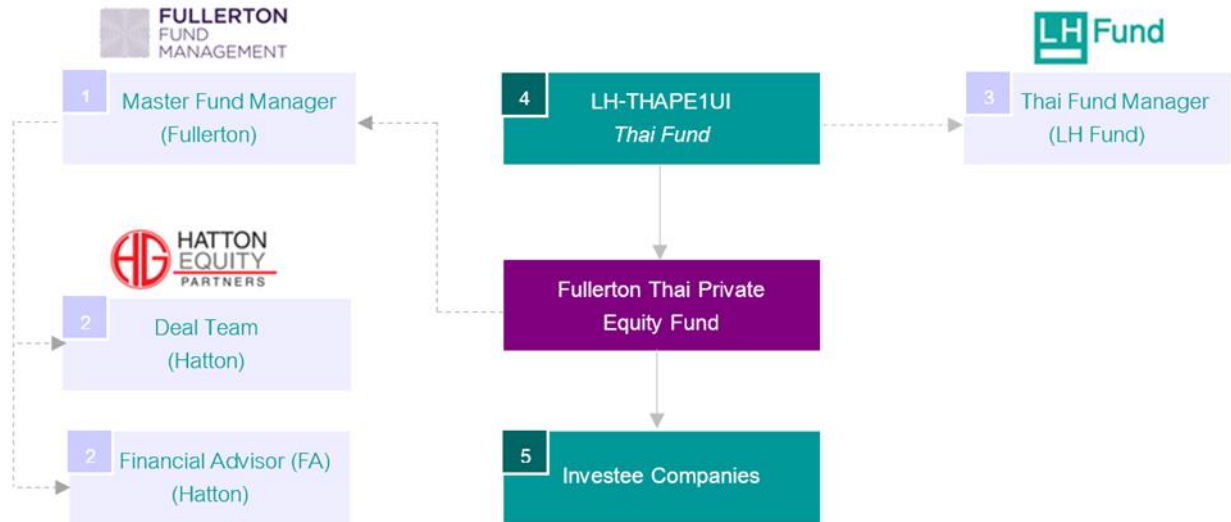 FULLERTON
FUND
MANAGEMENT
LH Fund
1
Master Fund Manager
(Fullerton)
4
LH-THAPE1UI
Thai Fund
3
Thai Fund Manager
(LH Fund)
HG
HATTON
EQUITY
PARTNERS
2
Deal Team
(Hatton)
Fullerton Thai Private
Equity Fund
2
Financial Advisor (FA)
(Hatton)
5
Investee Companies